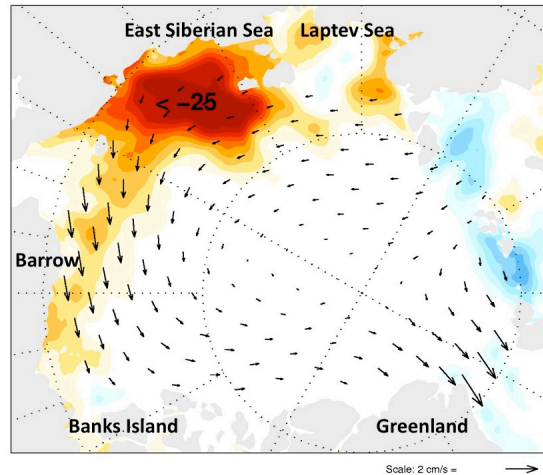 East Siberian Sea Laptev Sea
< -25
Barrow
Banks Island Greenland
Scale: 2 cm/s =